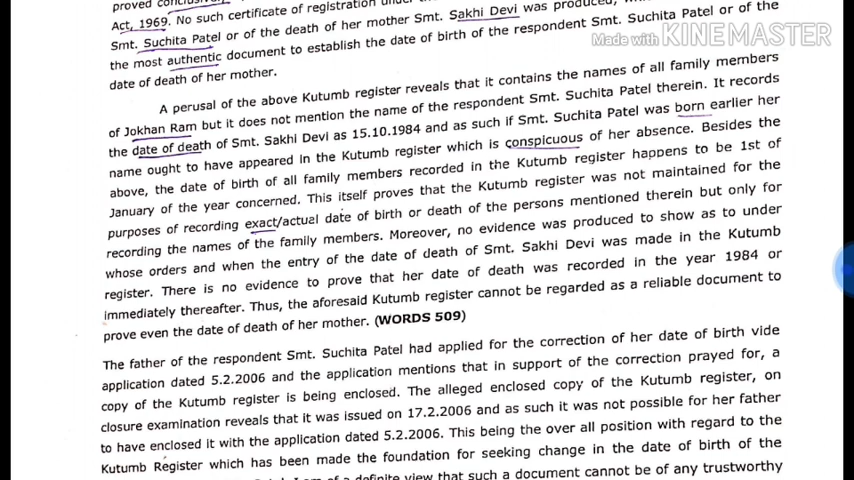 proved conclusively
Act, 1969. No such certificate of registration under the
Smt. Suchita Patel or of the death of her mother Smt. Sakhi Devi was produced,
the most authentic document to establish the date of birth of the respondent Smt. Suchita Patel or of the
date of death of her mother.
A perusal of the above Kutumb register reveals that it contains the names of all family members
of Jokhan Ram but it does not mention the name of the respondent Smt. Suchita Patel therein. It records
the date of death of Smt. Sakhi Devi as 15.10.1984 and as such if Smt. Suchita Patel was born earlier her
name ought to have appeared in the Kutumb register which is conspicuous of her absence. Besides the
above, the date of birth of all family members recorded in the Kutumb register happens to be 1st of
January of the year concerned. This itself proves that the Kutumb register was not maintained for the
purposes of recording exact/actual date of birth or death of the persons mentioned therein but only for
recording the names of the family members. Moreover, no evidence was produced to show as to under
whose orders and when the entry of the date of death of Smt. Sakhi Devi was made in the Kutumb
register. There is no evidence to prove that her date of death was recorded in the year 1984 or
immediately thereafter. Thus, the aforesaid Kutumb register cannot be regarded as a reliable document to
prove even the date of death of her mother. (WORDS 509)
The father of the respondent Smt. Suchita Patel had applied for the correction of her date of birth vide
application dated 5.2.2006 and the application mentions that in support of the correction prayed for, a
copy of the Kutumb register is being enclosed. The alleged enclosed copy of the Kutumb register, on
closure examination reveals that it was issued on 17.2.2006 and as such it was not possible for her father
to have enclosed it with the application dated 5.2.2006. This being the over all position with regard to the
Kutumb Register which has been made the foundation for seeking change in the date of birth of the
of a definite view that such a document cannot be of any trustworthy
Made with KINEMASTER